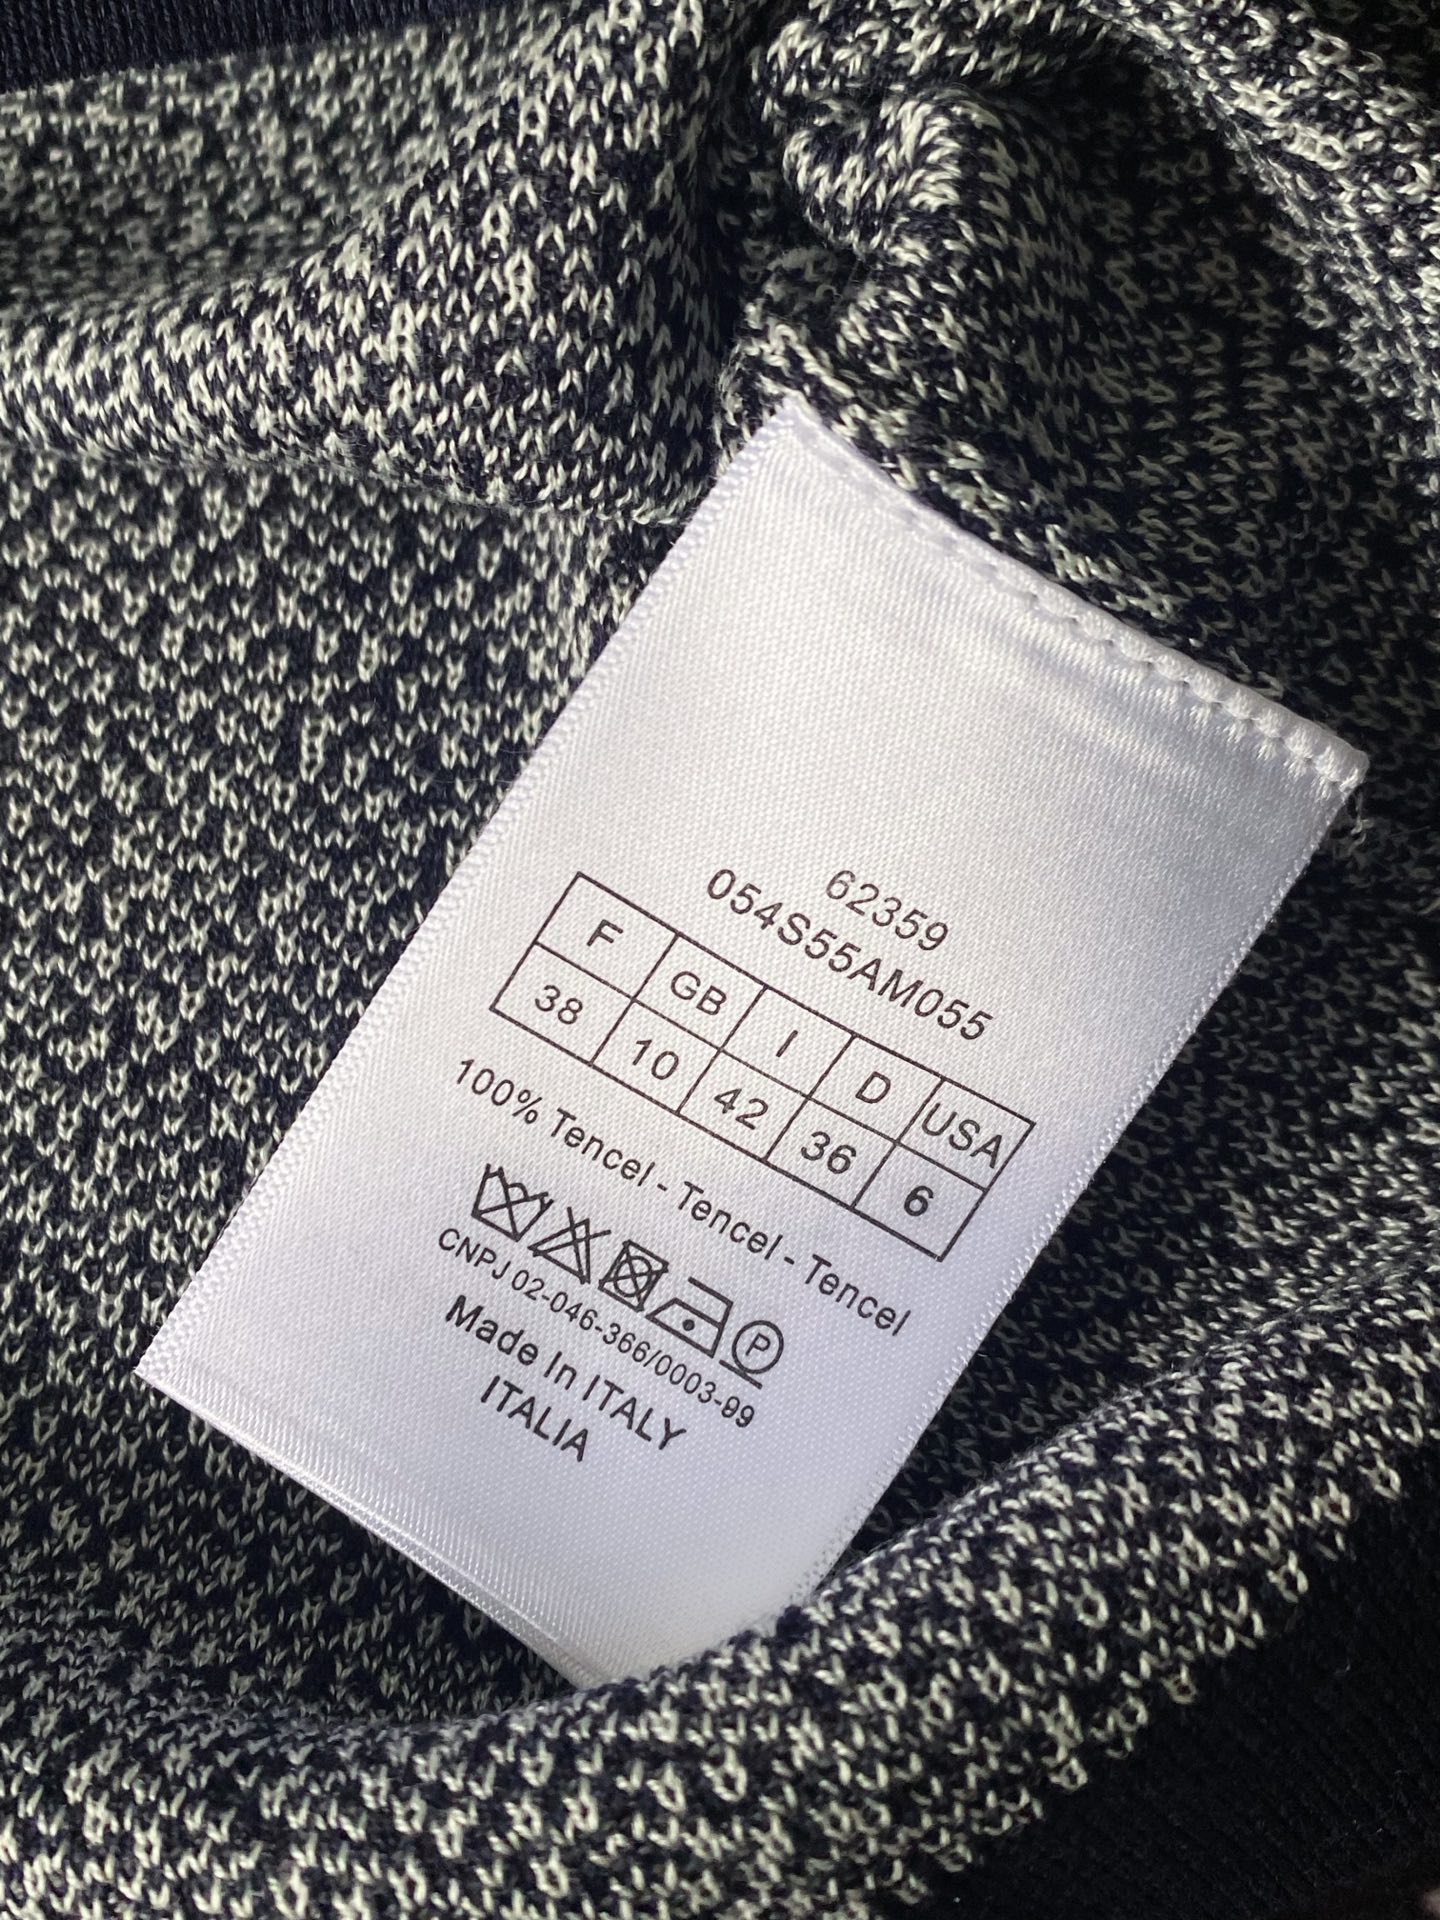 62359
054S55AM055
F GB I D USA
38 10 42 36 6
100% Tencel - Tencel - Tencel
P
CNPJ 02-046-366/0003-99
Made In ITALY
ITALIA